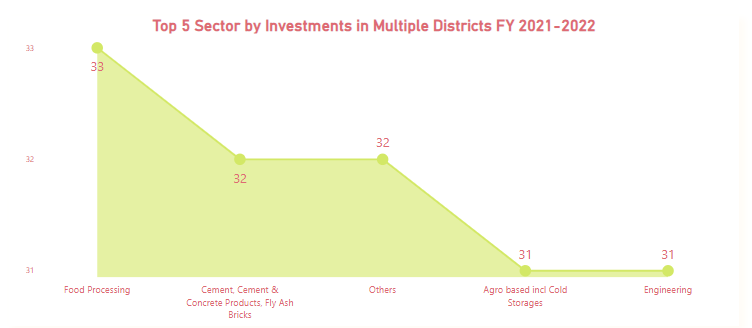 Top 5 Sector by Investments in Multiple Districts FY 2021-2022
33
33
32
32
32
31
31
31
Food Processing
Cement, Cement &
Concrete Products, Fly Ash
Bricks
Others
Agro based incl Cold
Storages
Engineering